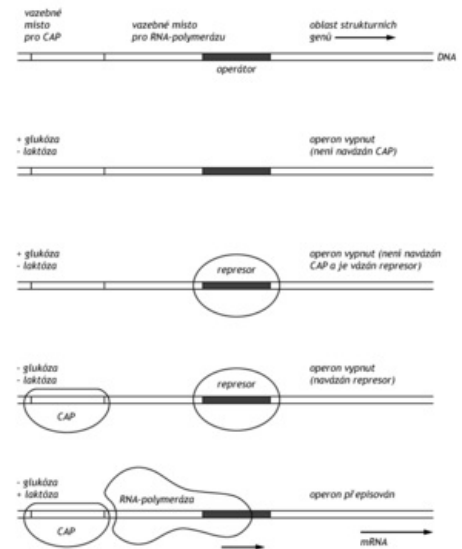 vazebné
místo
pro CAP
vazebné místo
pro RNA-polymerázu
oblast strukturních
genů
DNA
operátor
+ glukóza
- laktóza
operon vypnut
(není navázán CAP)
+ glukóza
- laktóza
represor
operon vypnut (není navázán
CAP a je vázán represor)
- glukóza
- laktóza
represor
CAP
operon vypnut
(navázán represor)
- glukóza
+ laktóza
RNA-polymeráza
CAP
operon přepisován
mRNA